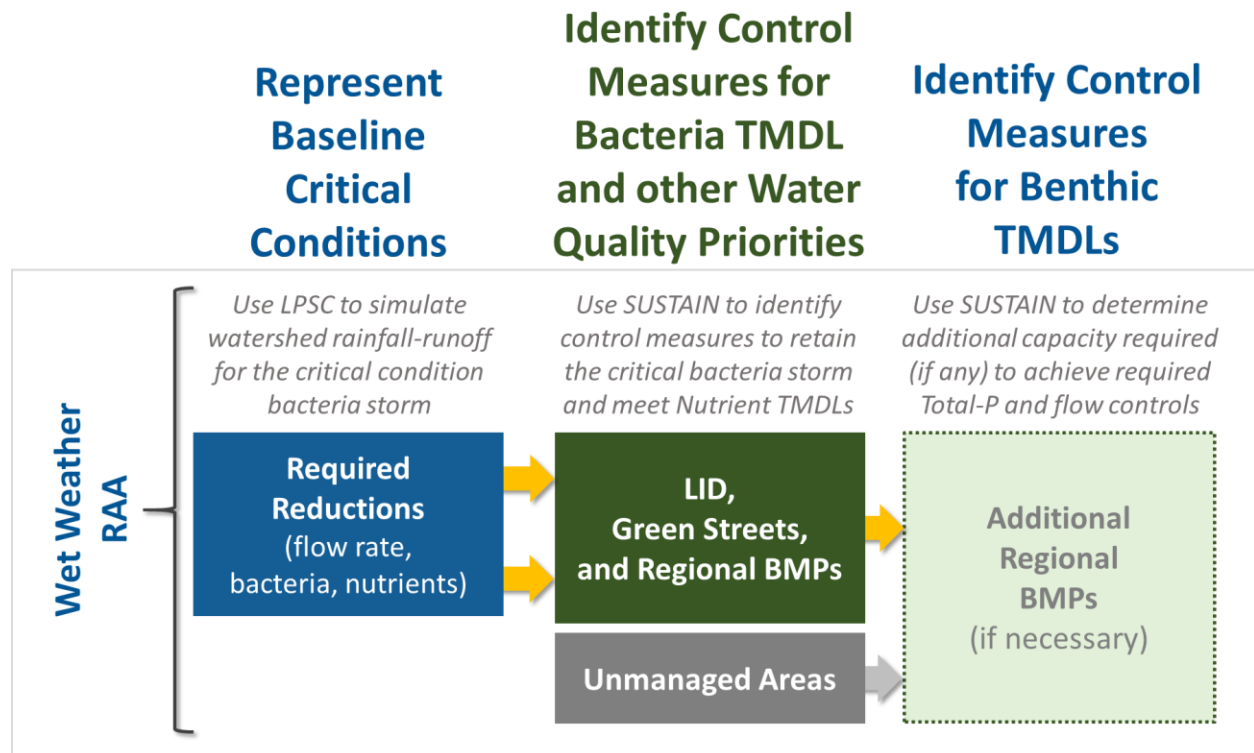 Represent
Baseline
Critical
Conditions
Identify Control
Measures for
Bacteria TMDL
and other Water
Quality Priorities
Identify Control
Measures
for Benthic
TMDLs
Wet Weather
RAA
Use LPSC to simulate
watershed rainfall-runoff
for the critical condition
bacteria storm
Required
Reductions
(flow rate,
bacteria, nutrients)
Use SUSTAIN to identify
control measures to retain
the critical bacteria storm
and meet Nutrient TMDLs
LID,
Green Streets,
and Regional BMPs
Unmanaged Areas
Use SUSTAIN to determine
additional capacity required
(if any) to achieve required
Total-P and flow controls
Additional
Regional
BMPs
(if necessary)